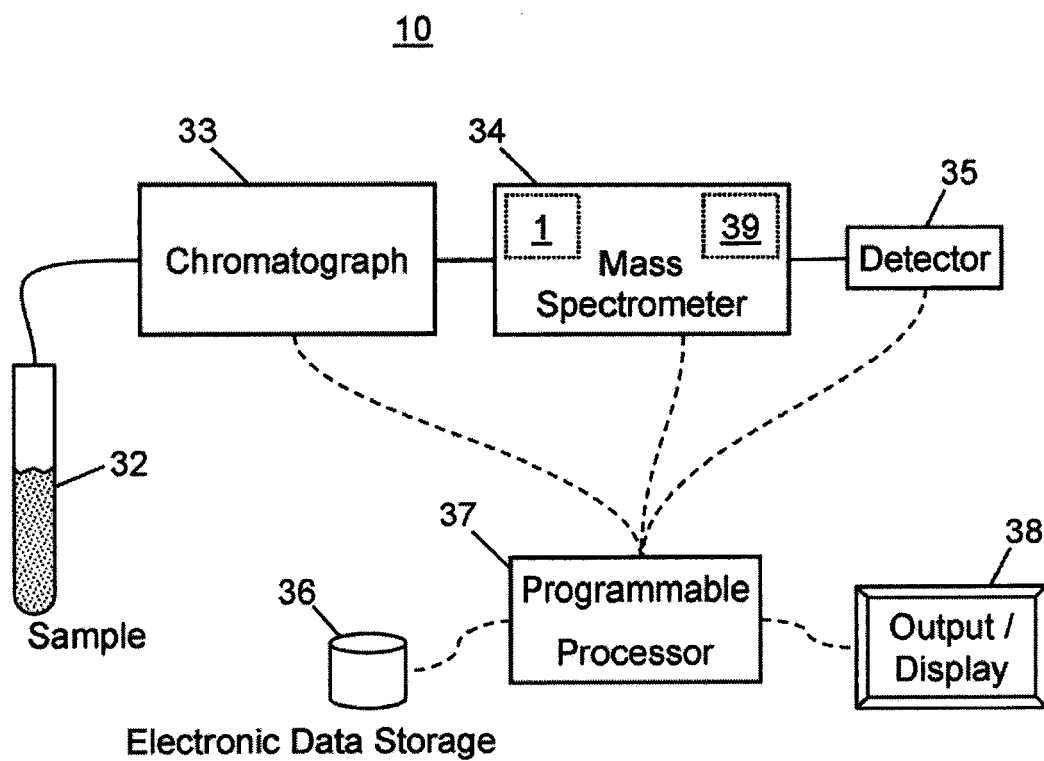 10
33
34
35
1
39
Chromatograph
Mass
Spectrometer
Detector
32
Sample
37
38
36
Programmable
Processor
Output /
Display
Electronic Data Storage